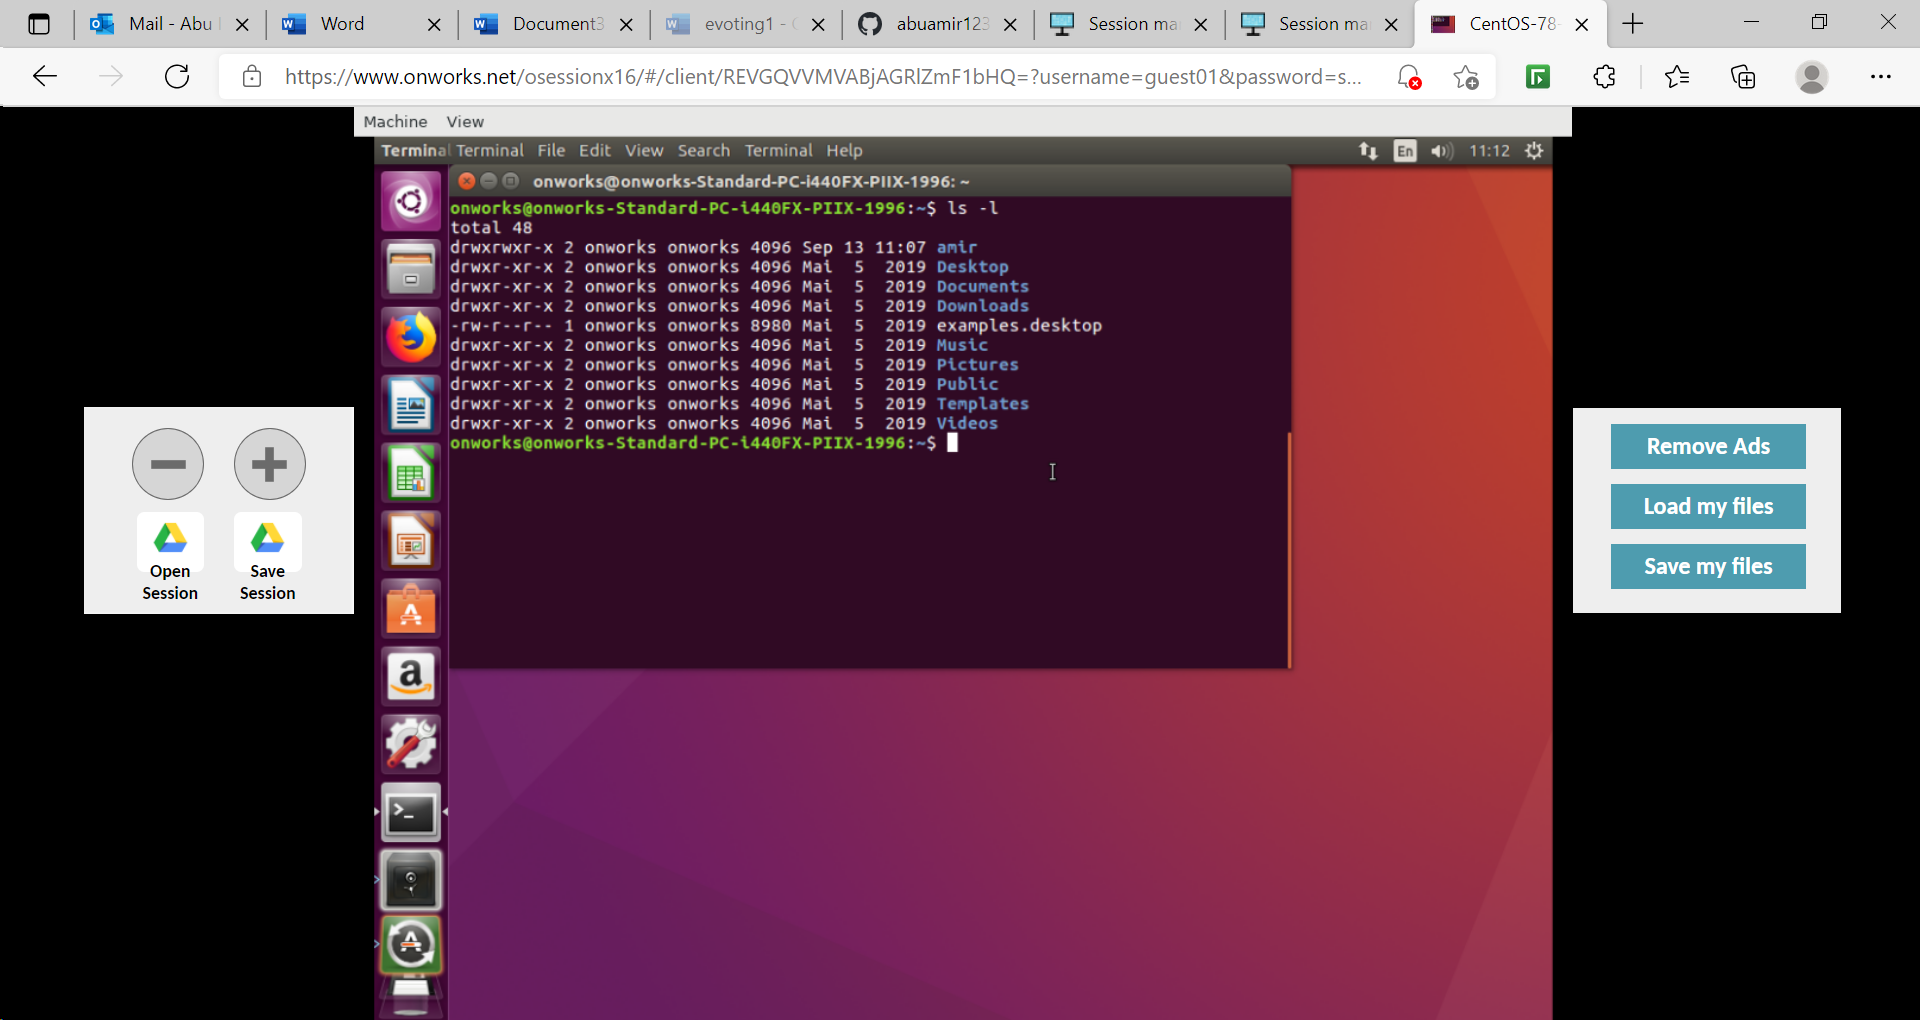 Mail - Abu
Word
Document3
evoting1 -
abuamir123
Session ma
Session ma
CentOS-78-
https://www.onworks.net/osessionx16/#/client/REVGQVVMVABjAGRlZmF1bHQ=?username=guest01&password=s...
Machine View
Terminal Terminal File Edit View Search Terminal Help
En 11:12
onworks@onworks-Standard-PC-i440FX-PIIX-1996: ~
onworks@onworks-Standard-PC-i440FX-PIIX-1996:~$ ls -l
total 48
drwxrwxr-x 2 onworks onworks 4096 Sep 13 11:07 amir
drwxr-xr-x 2 onworks onworks 4096 Mai  5  2019 Desktop
drwxr-xr-x 2 onworks onworks 4096 Mai  5  2019 Documents
drwxr-xr-x 2 onworks onworks 4096 Mai  5  2019 Downloads
-rw-r--r-- 1 onworks onworks 8980 Mai  5  2019 examples.desktop
drwxr-xr-x 2 onworks onworks 4096 Mai  5  2019 Music
drwxr-xr-x 2 onworks onworks 4096 Mai  5  2019 Pictures
drwxr-xr-x 2 onworks onworks 4096 Mai  5  2019 Public
drwxr-xr-x 2 onworks onworks 4096 Mai  5  2019 Templates
drwxr-xr-x 2 onworks onworks 4096 Mai  5  2019 Videos
onworks@onworks-Standard-PC-i440FX-PIIX-1996:~$
Open
Session
Save
Session
Remove Ads
Load my files
Save my files